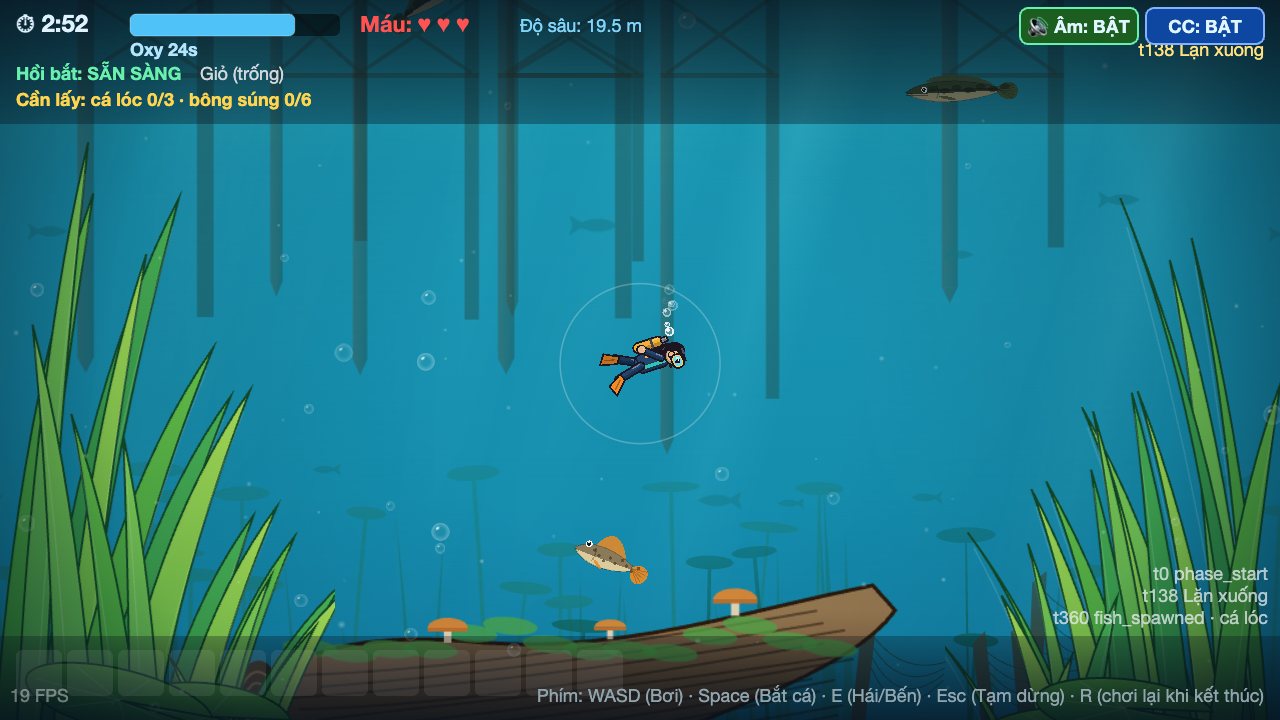 2:52
Oxy 24s
Máu: ♥ ♥ ♥
Độ sâu: 19.5 m
Âm: BẬT
CC: BẬT
t138 Lặn xuống
Hồi bắt: SẴN SÀNG Giỏ (trống)
Cần lấy: cá lóc 0/3 · bông súng 0/6
t0 phase_start
t138 Lặn xuống
t360 fish_spawned · cá lóc
19 FPS
Phím: WASD (Bơi) · Space (Bắt cá) · E (Hái/Bến) · Esc (Tạm dừng) · R (chơi lại khi kết thúc)